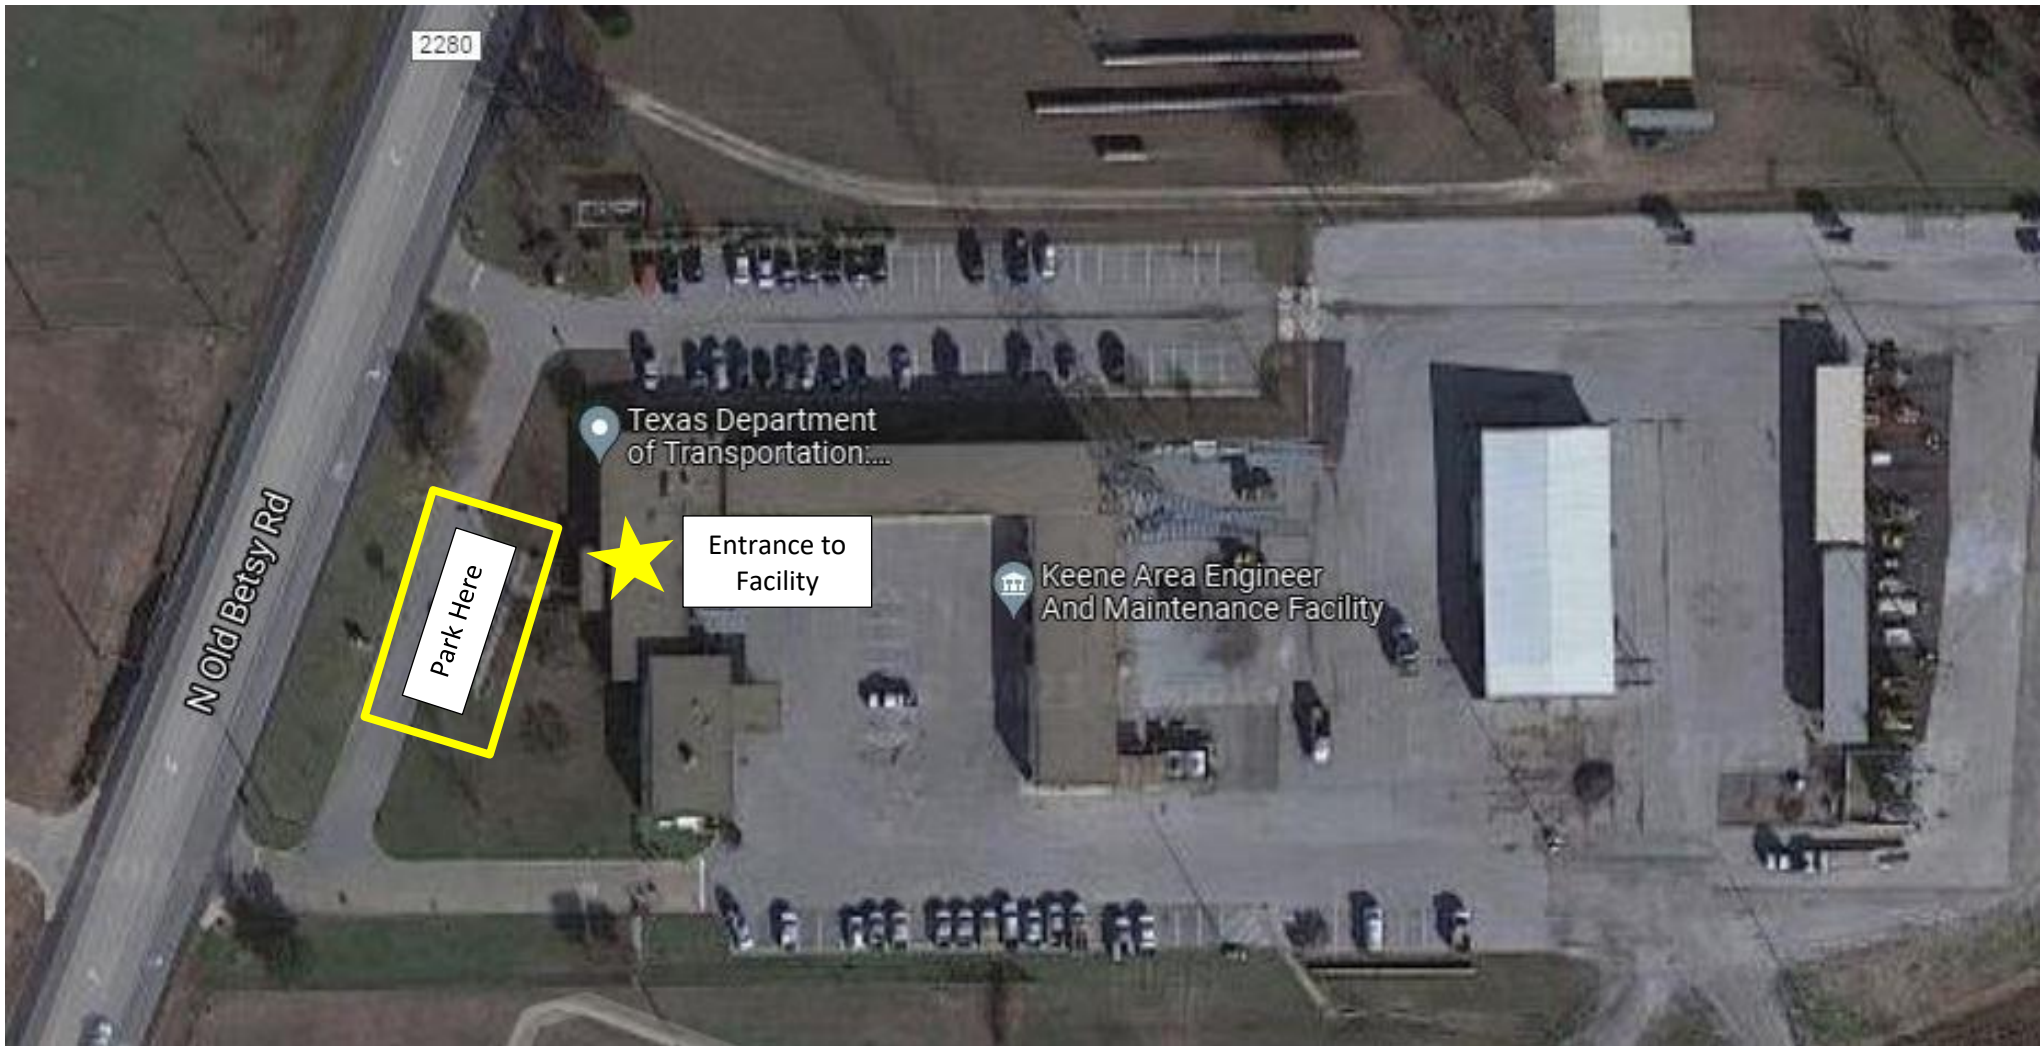 2280
Texas Department
of Transportation:...
Entrance to
Facility
Park Here
N Old Betsy Rd
Keene Area Engineer
And Maintenance Facility